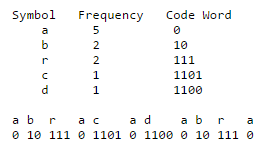 Symbol Frequency Code Word
a 5 0
b 2 10
r 2 111
c 1 1101
d 1 1100
a b r a c a d a b r a
0 10 111 0 1101 0 1100 0 10 111 0